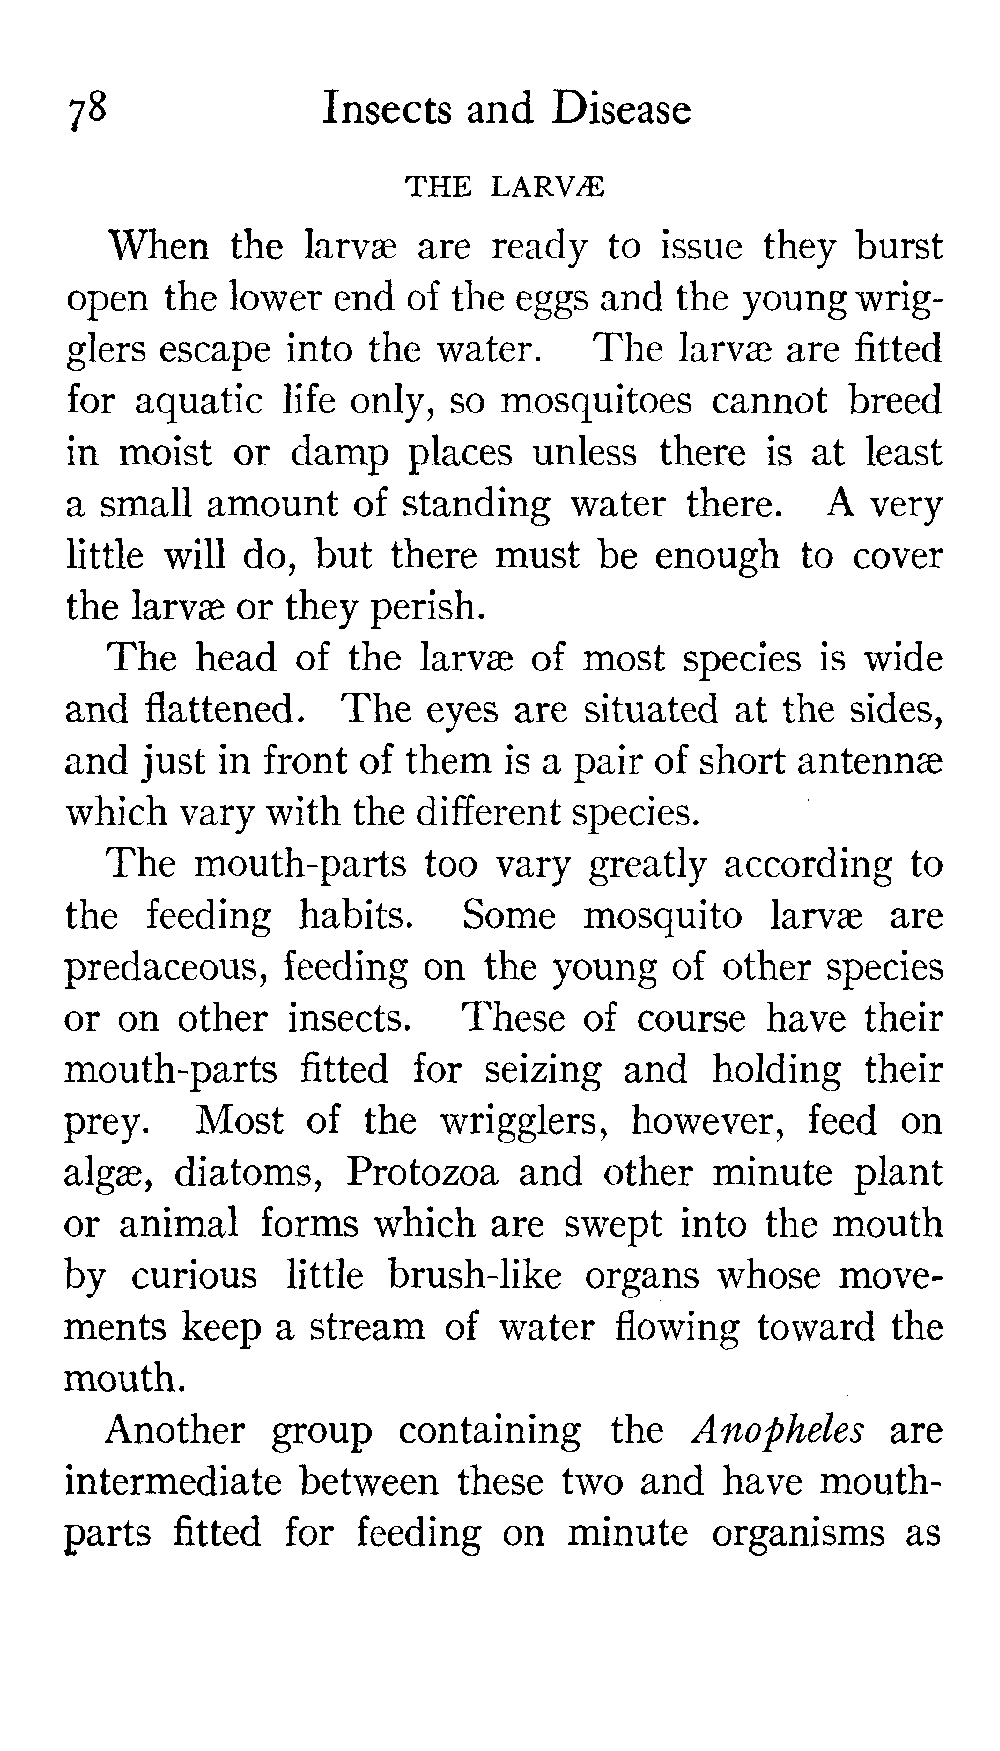 78 Insects and Disease
THE LARVÆ
When the larvæ are ready to issue they burst
open the lower end of the eggs and the young wrig-
glers escape into the water. The larvæ are fitted
for aquatic life only, so mosquitoes cannot breed
in moist or damp places unless there is at least
a small amount of standing water there. A very
little will do, but there must be enough to cover
the larvæ or they perish.
The head of the larvæ of most species is wide
and flattened. The eyes are situated at the sides,
and just in front of them is a pair of short antennæ
which vary with the different species.
The mouth-parts too vary greatly according to
the feeding habits. Some mosquito larvæ are
predaceous, feeding on the young of other species
or on other insects. These of course have their
mouth-parts fitted for seizing and holding their
prey. Most of the wrigglers, however, feed on
algæ, diatoms, Protozoa and other minute plant
or animal forms which are swept into the mouth
by curious little brush-like organs whose move-
ments keep a stream of water flowing toward the
mouth.
Another group containing the Anopheles are
intermediate between these two and have mouth-
parts fitted for feeding on minute organisms as